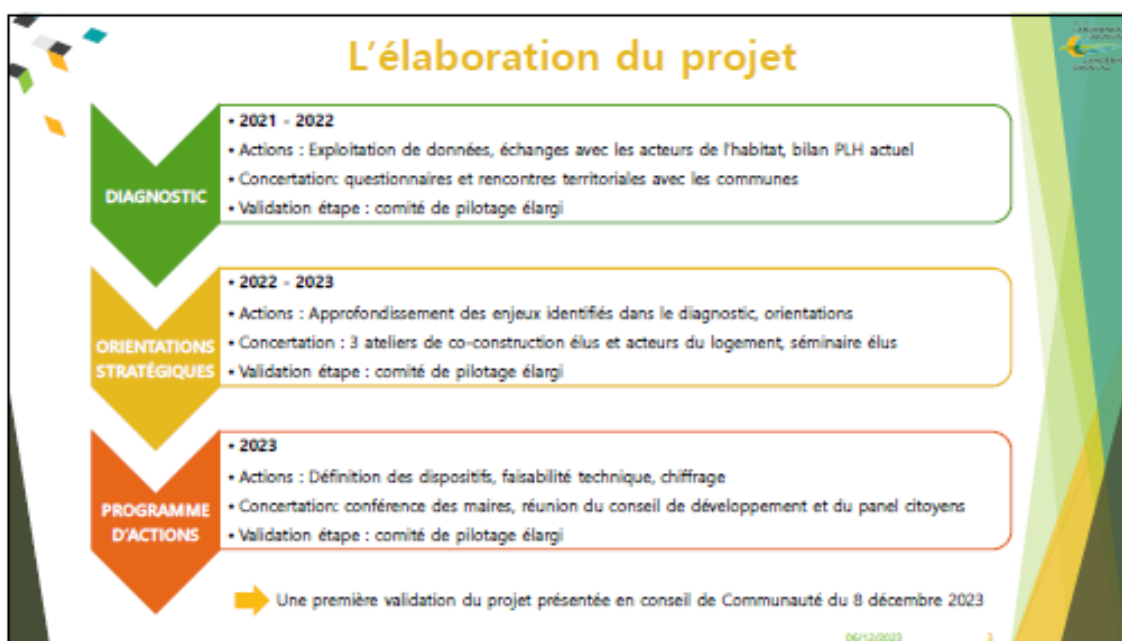 L'élaboration du projet
DIAGNOSTIC
• 2021 - 2022
• Actions : Exploitation de données, échanges avec les acteurs de l'habitat, bilan PLH actuel
• Concertation: questionnaires et rencontres territoriales avec les communes
• Validation étape : comité de pilotage élargi
ORIENTATIONS
STRATÉGIQUES
• 2022 - 2023
• Actions : Approfondissement des enjeux identifiés dans le diagnostic, orientations
• Concertation : 3 ateliers de co-construction élus et acteurs du logement, séminaire élus
• Validation étape : comité de pilotage élargi
PROGRAMME
D'ACTIONS
• 2023
• Actions : Définition des dispositifs, faisabilité technique, chiffrage
• Concertation: conférence des maires, réunion du conseil de développement et du panel citoyens
• Validation étape : comité de pilotage élargi
Une première validation du projet présentée en conseil de Communauté du 8 décembre 2023
06/12/2023
3